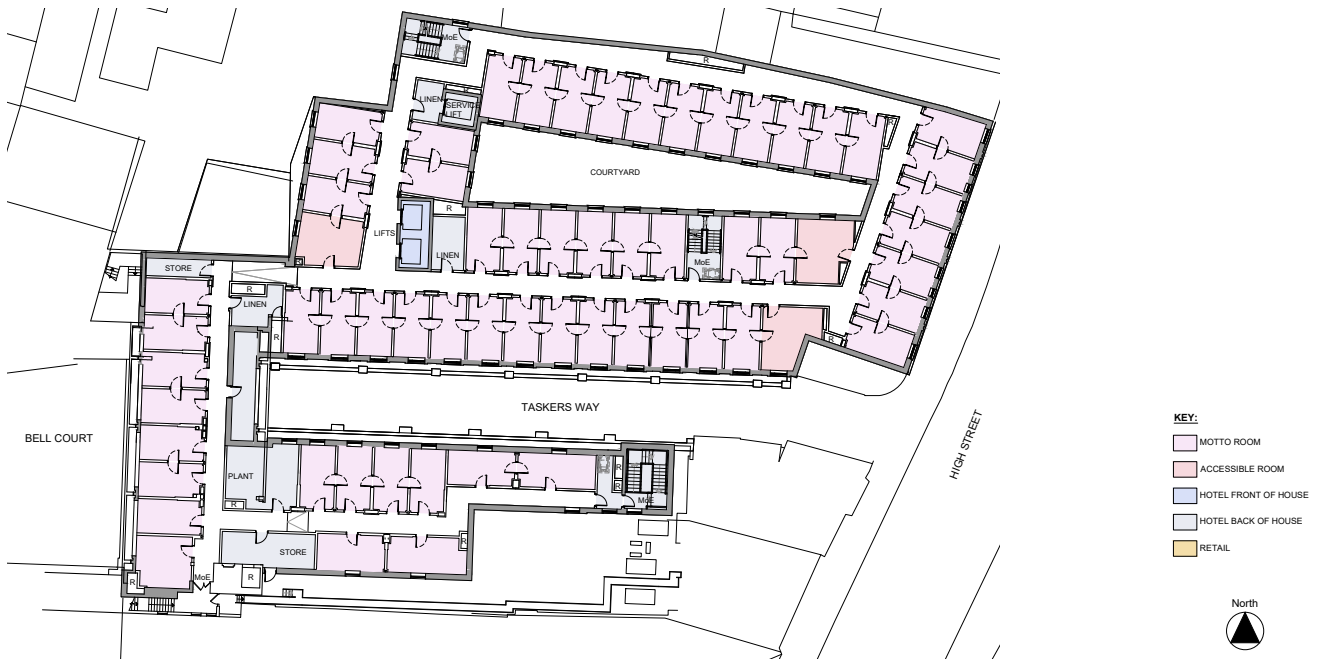 MoE
R
LINEN
SERVICE
LIFT
R
COURTYARD
R
LIFTS
LINEN
MoE
STORE
R
LINEN
R
R
TASKERS WAY
BELL COURT
HIGH STREET
PLANT
R
R
R
MoE
STORE
R
R
MoE
R
KEY:
MOTTO ROOM
ACCESSIBLE ROOM
HOTEL FRONT OF HOUSE
HOTEL BACK OF HOUSE
RETAIL
North